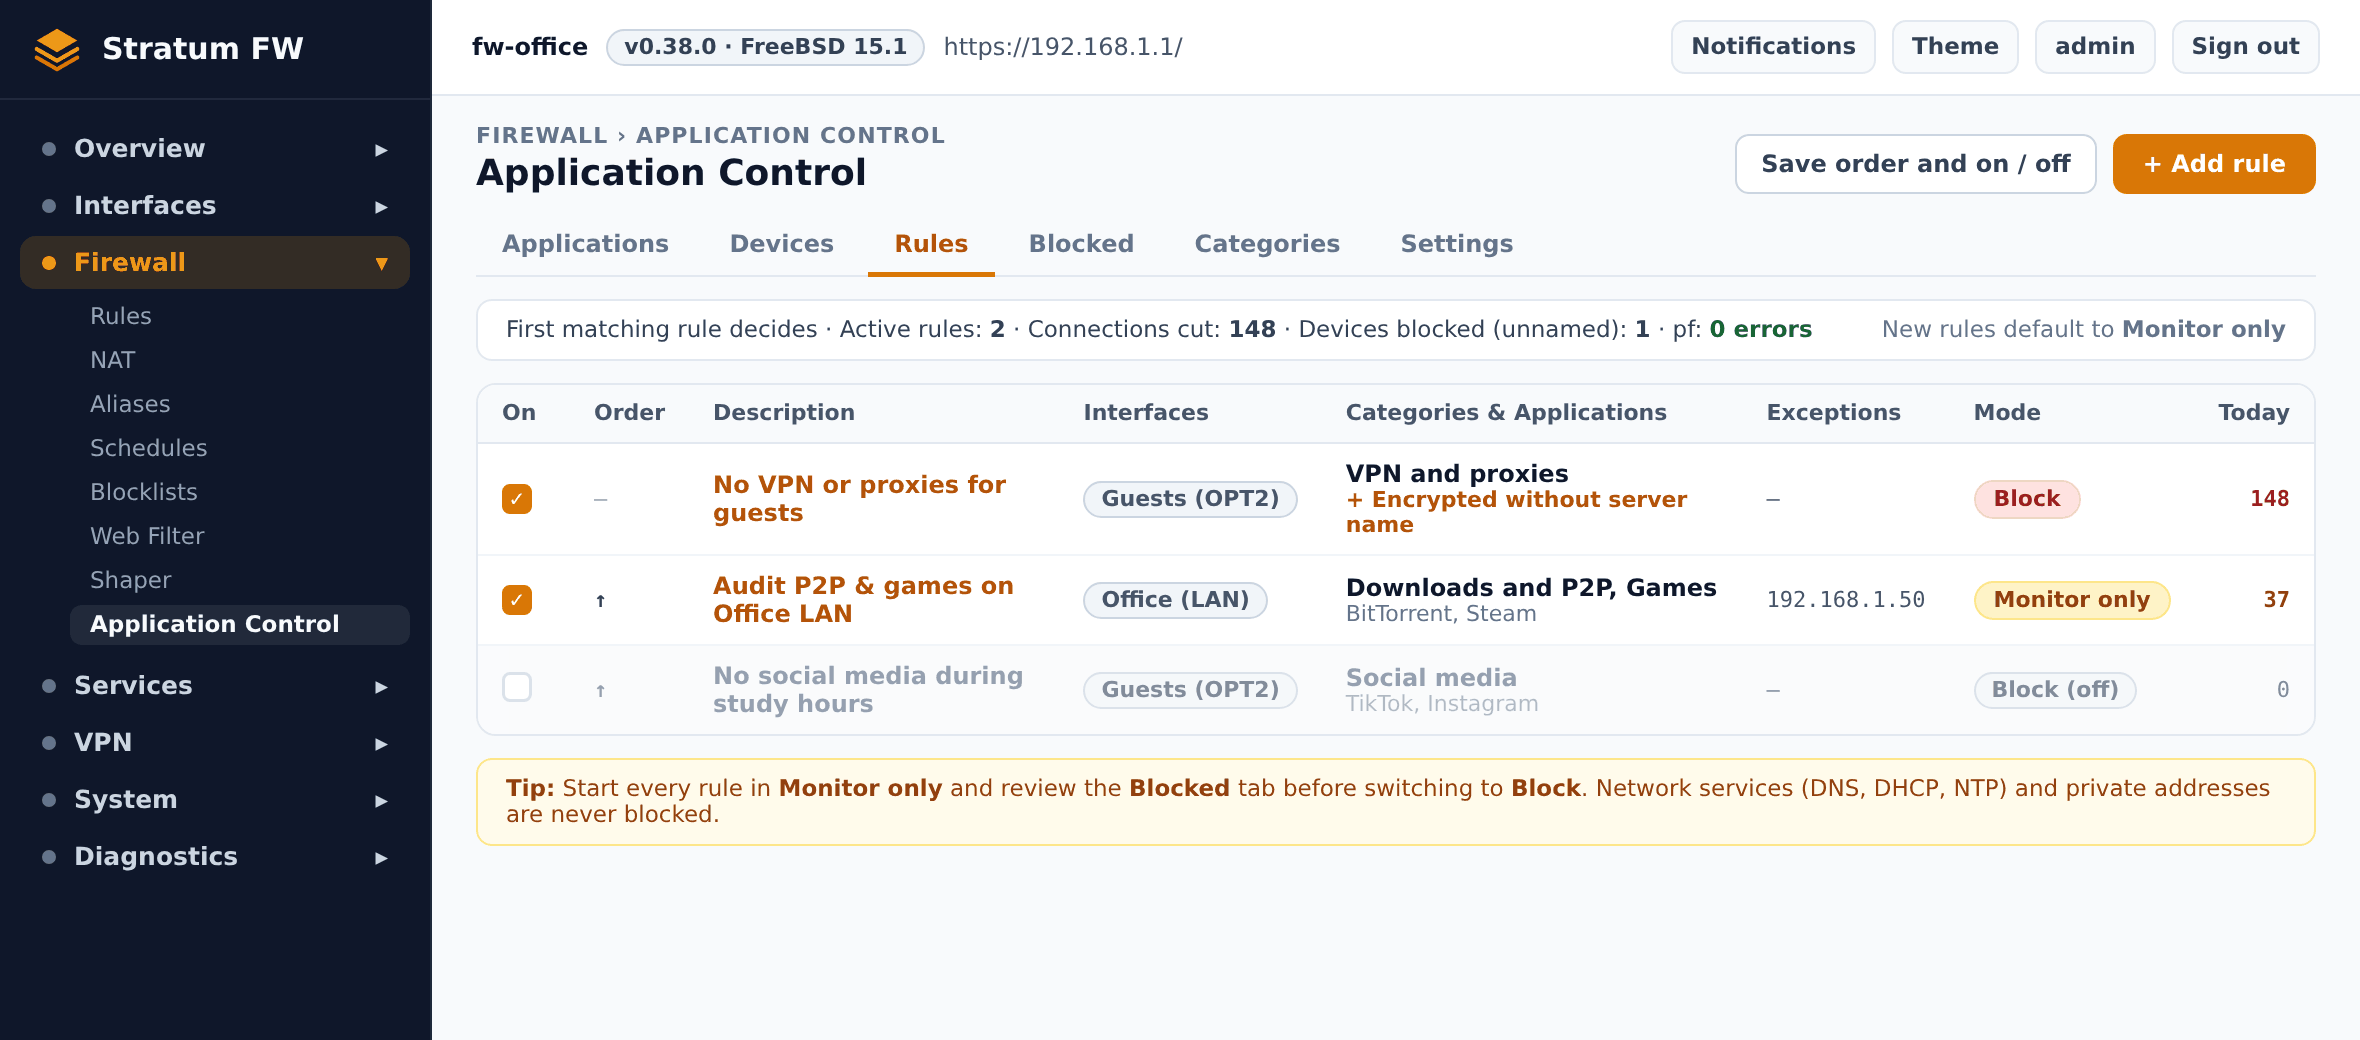 Stratum FW
fw-office v0.38.0 · FreeBSD 15.1 https://192.168.1.1/ Notifications Theme admin Sign out
Overview ▶
Interfaces ▶
Firewall ▼
Rules
NAT
Aliases
Schedules
Blocklists
Web Filter
Shaper
Application Control
Services ▶
VPN ▶
System ▶
Diagnostics ▶
FIREWALL › APPLICATION CONTROL
Application Control
Save order and on / off + Add rule
Applications Devices Rules Blocked Categories Settings
First matching rule decides · Active rules: 2 · Connections cut: 148 · Devices blocked (unnamed): 1 · pf: 0 errors New rules default to Monitor only
On Order Description Interfaces Categories & Applications Exceptions Mode Today
✓ — No VPN or proxies for
guests
Guests (OPT2)
VPN and proxies
+ Encrypted without server
name
— Block 148
✓ ↑ Audit P2P & games on
Office LAN
Office (LAN)
Downloads and P2P, Games
BitTorrent, Steam
192.168.1.50 Monitor only 37
↑ No social media during
study hours
Guests (OPT2)
Social media
TikTok, Instagram
— Block (off) 0
Tip: Start every rule in Monitor only and review the Blocked tab before switching to Block. Network services (DNS, DHCP, NTP) and private addresses
are never blocked.